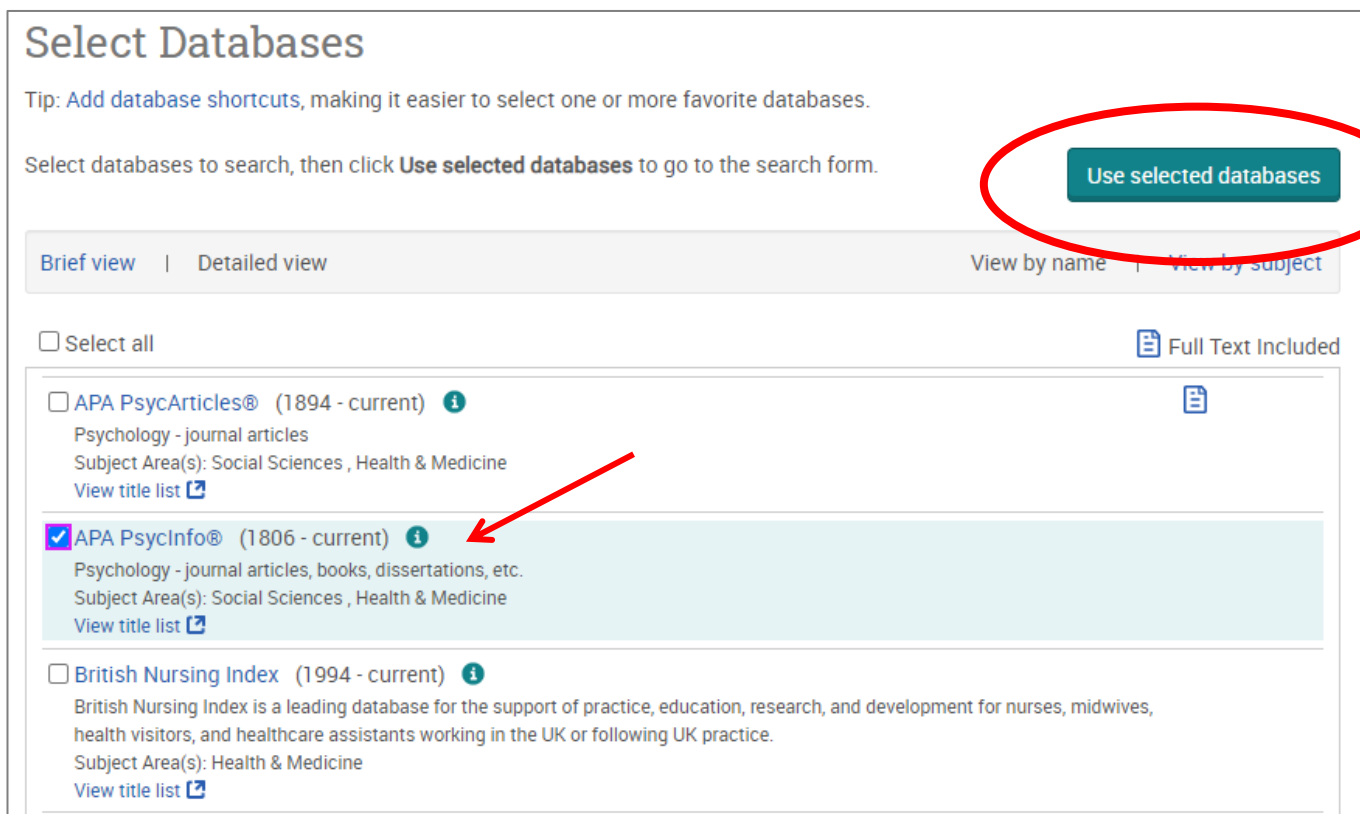 Select Databases
Tip: Add database shortcuts, making it easier to select one or more favorite databases.
Select databases to search, then click Use selected databases to go to the search form.
Use selected databases
Brief view | Detailed view
View by name | View by subject
Select all
Full Text Included
APA PsycArticles® (1894 - current)
Psychology - journal articles
Subject Area(s): Social Sciences , Health & Medicine
View title list
APA PsycInfo® (1806 - current)
Psychology - journal articles, books, dissertations, etc.
Subject Area(s): Social Sciences , Health & Medicine
View title list
British Nursing Index (1994 - current)
British Nursing Index is a leading database for the support of practice, education, research, and development for nurses, midwives,
health visitors, and healthcare assistants working in the UK or following UK practice.
Subject Area(s): Health & Medicine
View title list